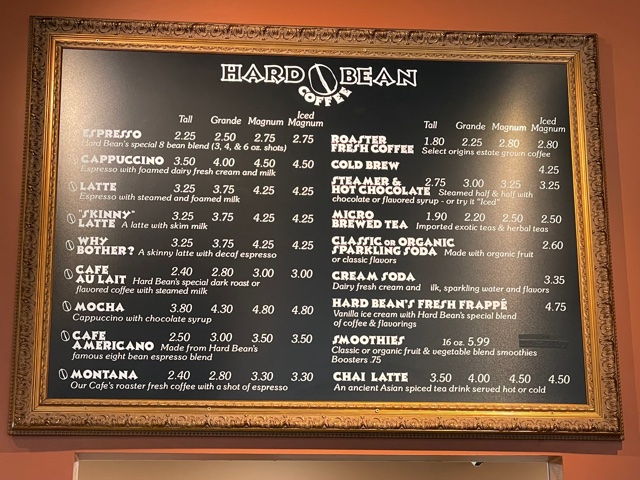 HARD BEAN
COFFEE
Tall Grande Magnum Iced Magnum
ESPRESSO 2.25 2.50 2.75 2.75
Hard Bean's special 8 bean blend (3, 4, & 6 oz. shots)
CAPPUCCINO 3.50 4.00 4.50 4.50
Espresso with foamed dairy fresh cream and milk
LATTE 3.25 3.75 4.25 4.25
Espresso with steamed and foamed milk
"SKINNY" 3.25 3.75 4.25 4.25
LATTE A latte with skim milk
WHY 3.25 3.75 4.25 4.25
BOTHER? A skinny latte with decaf espresso
CAFE 2.40 2.80 3.00 3.00
AU LAIT Hard Bean's special dark roast or
flavored coffee with steamed milk
MOCHA 3.80 4.30 4.80 4.80
Cappuccino with chocolate syrup
CAFE 2.50 3.00 3.50 3.50
AMERICANO Made from Hard Bean's
famous eight bean espresso blend
MONTANA 2.40 2.80 3.30 3.30
Our Cafe's roaster fresh coffee with a shot of espresso
Tall Grande Magnum Iced Magnum
ROASTER 1.80 2.25 2.80 2.80
FRESH COFFEE Select origins estate grown coffee
COLD BREW 4.25
STEAMER & 2.75 3.00 3.25 3.25
HOT CHOCOLATE Steamed half & half with
chocolate or flavored syrup - or try it "Iced"
MICRO 1.90 2.20 2.50 2.50
BREWED TEA Imported exotic teas & herbal teas
CLASSIC OR ORGANIC 2.60
SPARKLING SODA Made with organic fruit
or classic flavors
CREAM SODA 3.35
Dairy fresh cream and ilk, sparkling water and flavors
HARD BEAN'S FRESH FRAPPÉ 4.75
Vanilla ice cream with Hard Bean's special blend
of coffee & flavorings
SMOOTHIES 16 oz. 5.99
Classic or organic fruit & vegetable blend smoothies
Boosters .75
CHAI LATTE 3.50 4.00 4.50 4.50
An ancient Asian spiced tea drink served hot or cold